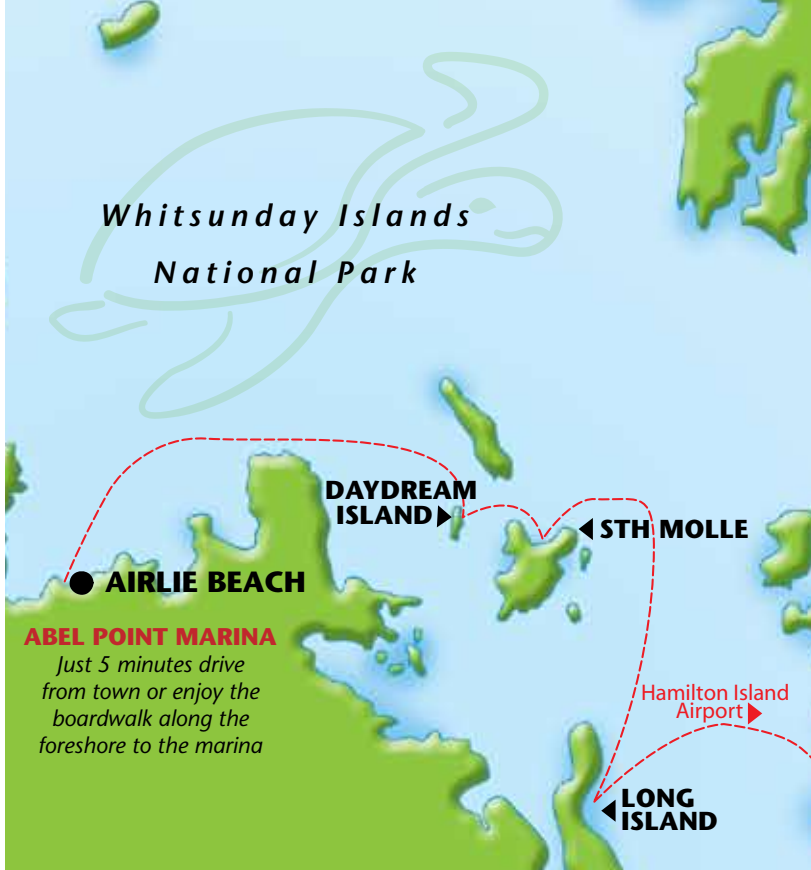 Whitsunday Islands
National Park
DAYDREAM
ISLAND
STH MOLLE
AIRLIE BEACH
ABEL POINT MARINA
Just 5 minutes drive
from town or enjoy the
boardwalk along the
foreshore to the marina
Hamilton Island
Airport
LONG
ISLAND